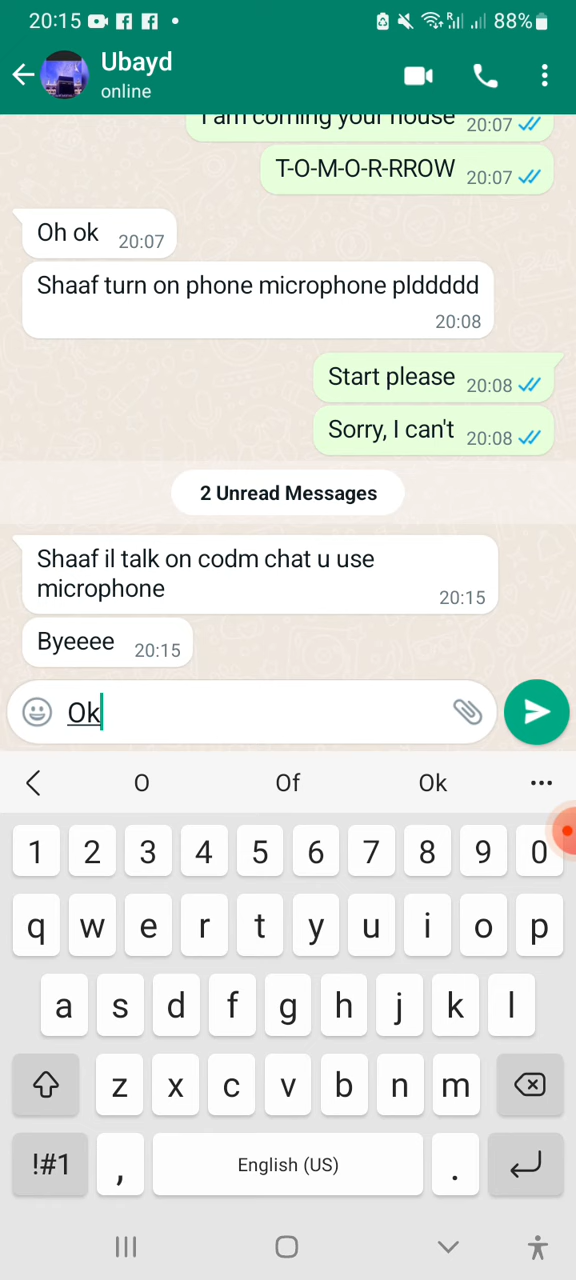 20:15
88%
Ubayd
online
I am coming your house 20:07
T-O-M-O-R-RROW 20:07
Oh ok 20:07
Shaaf turn on phone microphone plddddd
20:08
Start please 20:08
Sorry, I can't 20:08
2 Unread Messages
Shaaf il talk on codm chat u use
microphone
20:15
Byeeee 20:15
Ok
O Of Ok
1 2 3 4 5 6 7 8 9 0
q w e r t y u i o p
a s d f g h j k l
z x c v b n m
!#1 , English (US) .